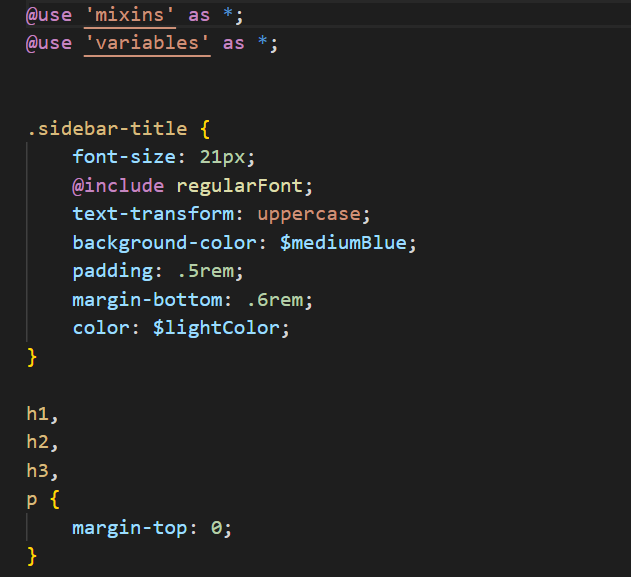 @use 'mixins' as *;
@use 'variables' as *;
.sidebar-title {
font-size: 21px;
@include regularFont;
text-transform: uppercase;
background-color: $mediumBlue;
padding: .5rem;
margin-bottom: .6rem;
color: $lightColor;
}
h1,
h2,
h3,
p {
margin-top: 0;
}